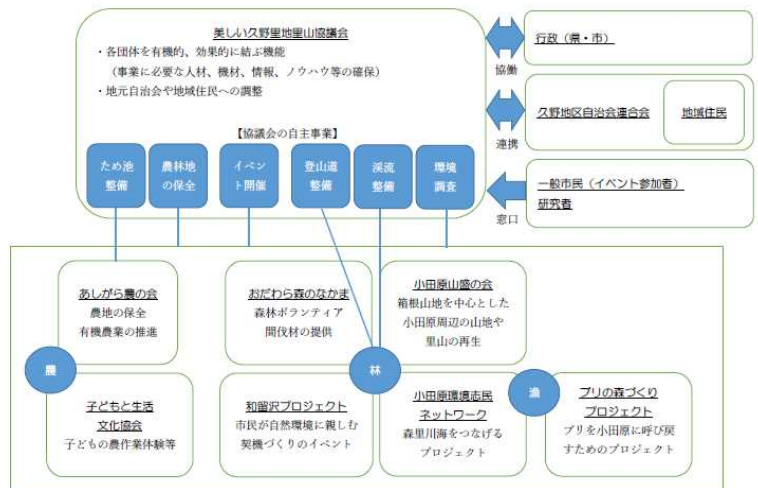 美しい久野里地里山協議会
・各団体を有機的、効果的に結ぶ機能
（事業に必要な人材、機材、情報、ノウハウ等の確保）
・地元自治会や地域住民への調整
【協議会の自主事業】
ため池
整備
農林地
の保全
イベン
ト開催
登山道
整備
渓流
整備
環境
調査
協働
行政（県・市）
連携
久野地区自治会連合会
地域住民
窓口
一般市民（イベント参加者）
研究者
あしがら農の会
農地の保全
有機農業の推進
おだわら森のなかま
森林ボランティア
間伐材の提供
小田原山盛の会
箱根山地を中心とした
小田原周辺の山地や
里山の再生
農
林
漁
子どもと生活
文化協会
子どもの農作業体験等
和留沢プロジェクト
市民が自然環境に親しむ
契機づくりのイベント
小田原環境志民
ネットワーク
森里川海をつなげる
プロジェクト
ブリの森づくり
プロジェクト
ブリを小田原に呼び戻
すためのプロジェクト